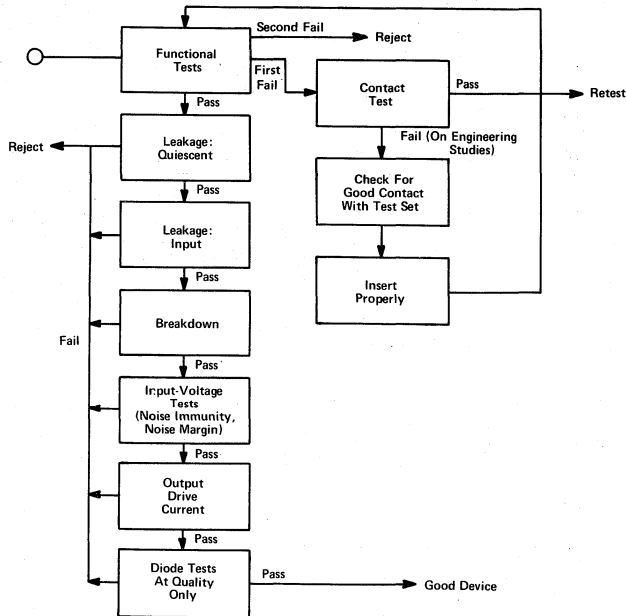 Second Fail
Reject
Functional
Tests
First
Fail
Contact
Test
Pass
Retest
Pass
Fail (On Engineering
Studies)
Reject
Leakage:
Quiescent
Check For
Good Contact
With Test Set
Pass
Leakage:
Input
Insert
Properly
Pass
Breakdown
Fail
Pass
Input-Voltage
Tests
(Noise Immunity,
Noise Margin)
Pass
Output
Drive
Current
Pass
Diode Tests
At Quality
Only
Pass
Good Device